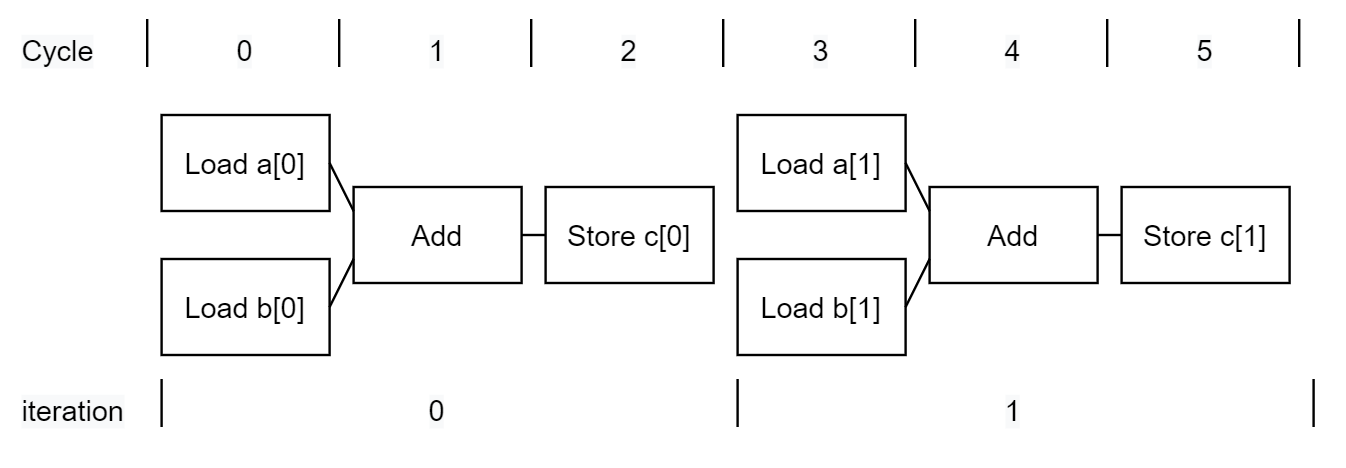 Cycle 0 1 2 3 4 5
Load a[0] Load a[1]
Add Store c[0] Add Store c[1]
Load b[0] Load b[1]
iteration 0 1